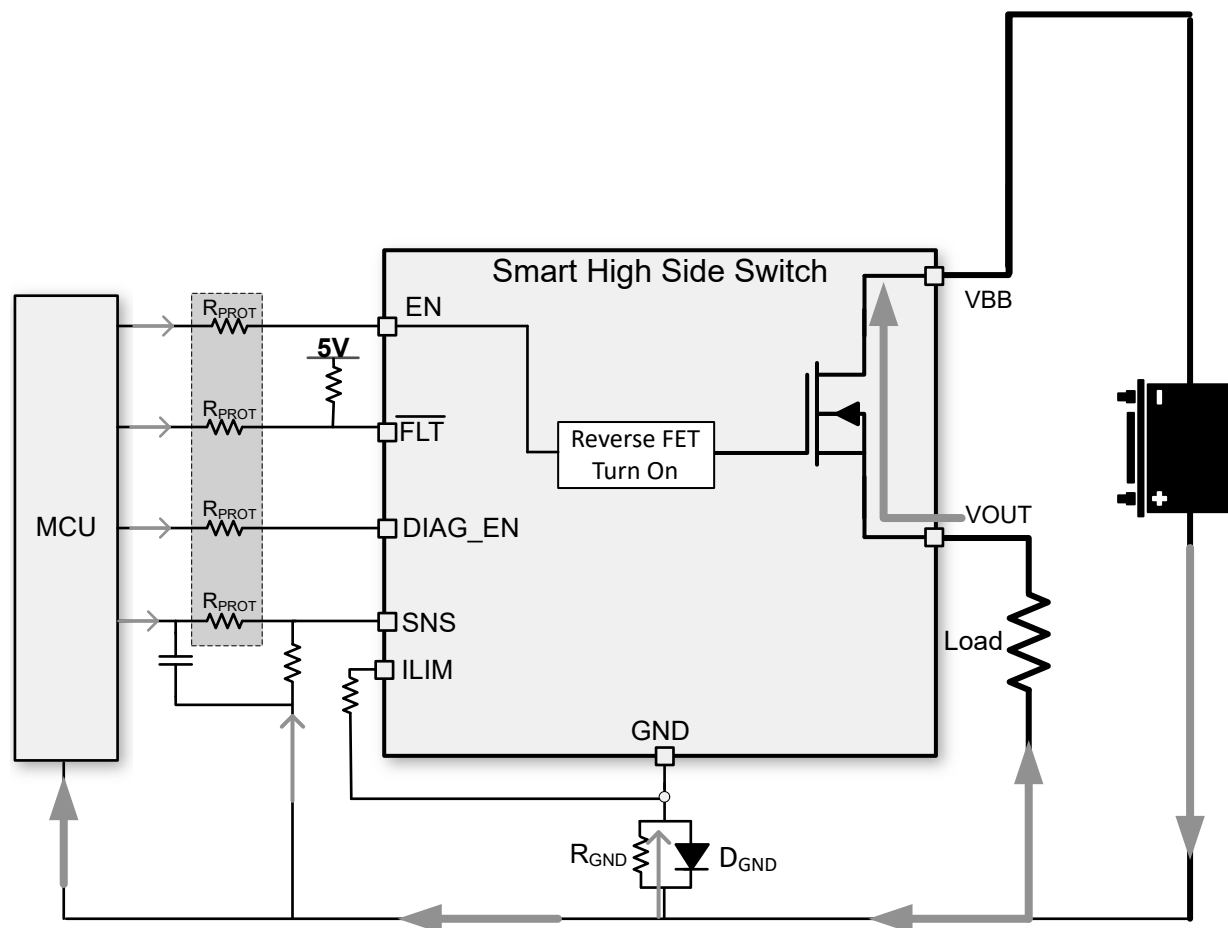 Smart High Side Switch
VBB
R_PROT
EN
5V
-
R_PROT
FLT
Reverse FET
Turn On
+
MCU
R_PROT
DIAG_EN
VOUT
R_PROT
SNS
Load
ILIM
GND
R_GND
D_GND